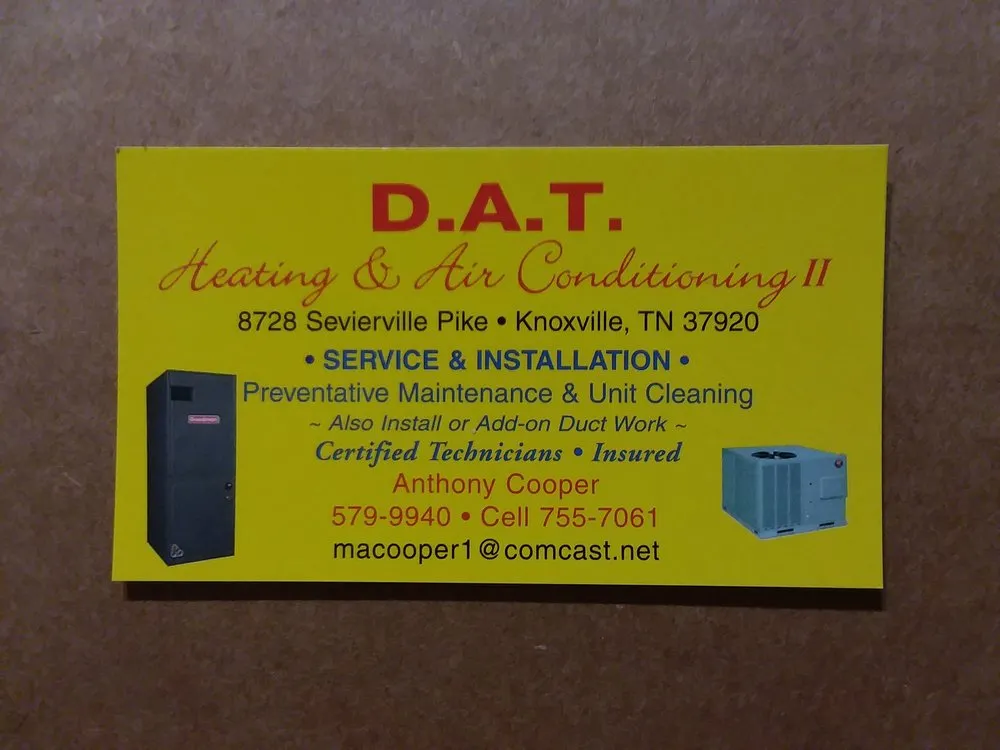 D.A.T.
Heating & Air Conditioning II
8728 Sevierville Pike • Knoxville, TN 37920
• SERVICE & INSTALLATION •
Preventative Maintenance & Unit Cleaning
~ Also Install or Add-on Duct Work ~
Certified Technicians • Insured
Anthony Cooper
579-9940 • Cell 755-7061
macooper1@comcast.net